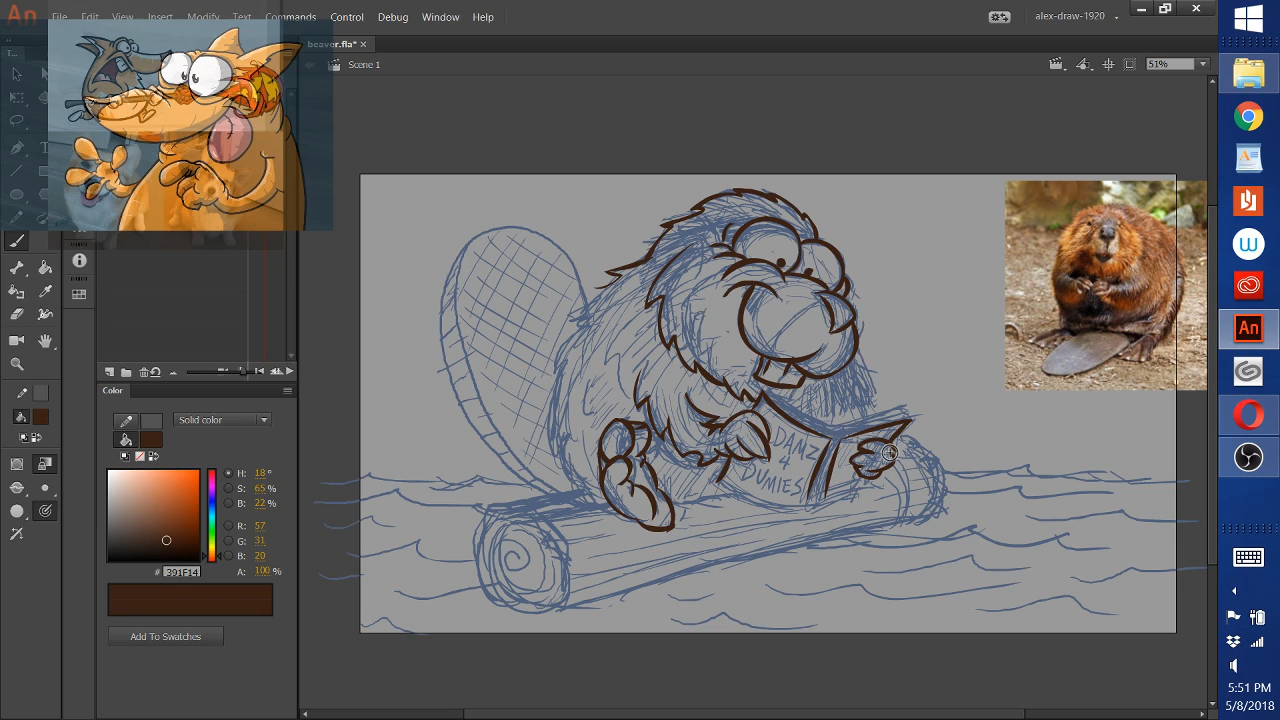 An
File Edit View Insert Modify Text Commands Control Debug Window Help
alex-draw-1920
beaver.fla*
Scene 1
51%
Color
Solid color
H: 18 °
S: 65 %
B: 22 %
R: 57
G: 31
B: 20
# 391F14
A: 100 %
Add To Swatches
DAMZ
4
DUMIES
An
5:51 PM
5/8/2018